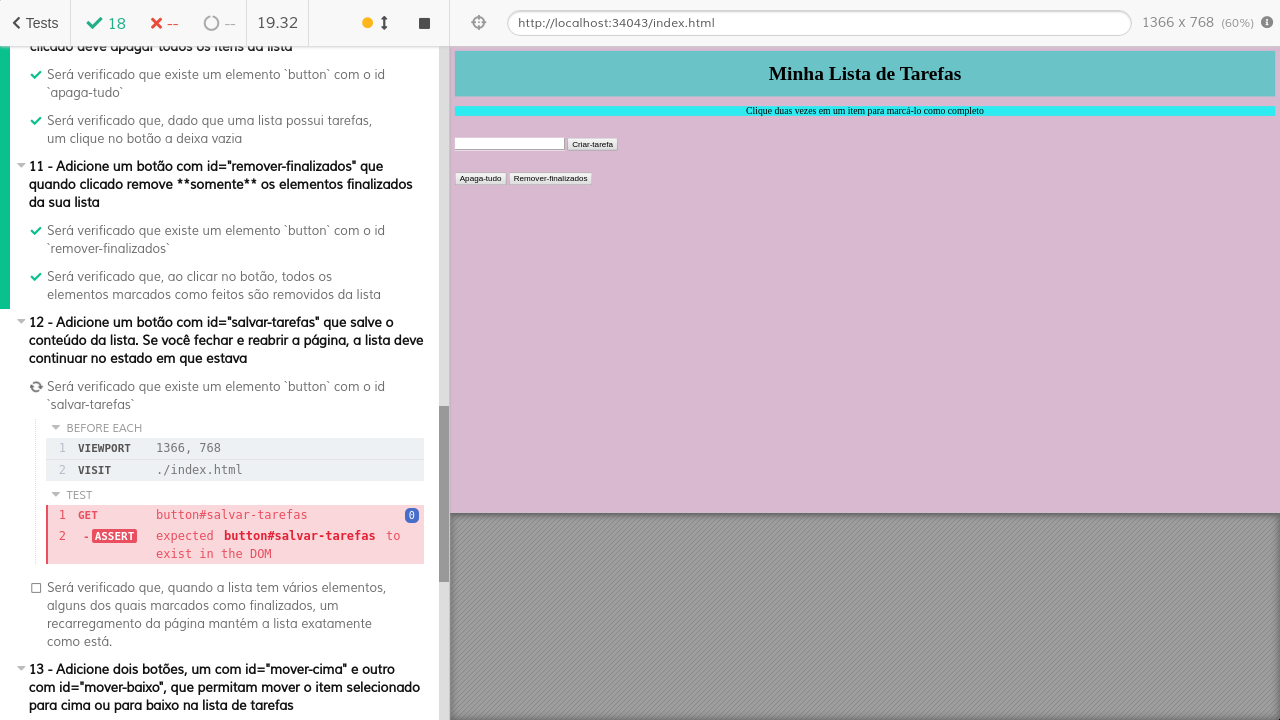 Tests
18
--
--
19.32
http://localhost:34043/index.html
1366 x 768 (60%)
clicado deve apagar todos os itens da lista
Será verificado que existe um elemento `button` com o id
`apaga-tudo`
Será verificado que, dado que uma lista possui tarefas,
um clique no botão a deixa vazia
11 - Adicione um botão com id="remover-finalizados" que
quando clicado remove **somente** os elementos finalizados
da sua lista
Será verificado que existe um elemento `button` com o id
`remover-finalizados`
Será verificado que, ao clicar no botão, todos os
elementos marcados como feitos são removidos da lista
12 - Adicione um botão com id="salvar-tarefas" que salve o
conteúdo da lista. Se você fechar e reabrir a página, a lista deve
continuar no estado em que estava
Será verificado que existe um elemento `button` com o id
`salvar-tarefas`
BEFORE EACH
1 VIEWPORT 1366, 768
2 VISIT ./index.html
TEST
1 GET button#salvar-tarefas 0
2 -ASSERT expected button#salvar-tarefas to
exist in the DOM
Será verificado que, quando a lista tem vários elementos,
alguns dos quais marcados como finalizados, um
recarregamento da página mantém a lista exatamente
como está.
13 - Adicione dois botões, um com id="mover-cima" e outro
com id="mover-baixo", que permitam mover o item selecionado
para cima ou para baixo na lista de tarefas
Minha Lista de Tarefas
Clique duas vezes em um item para marcá-lo como completo
Criar-tarefa
Apaga-tudo Remover-finalizados